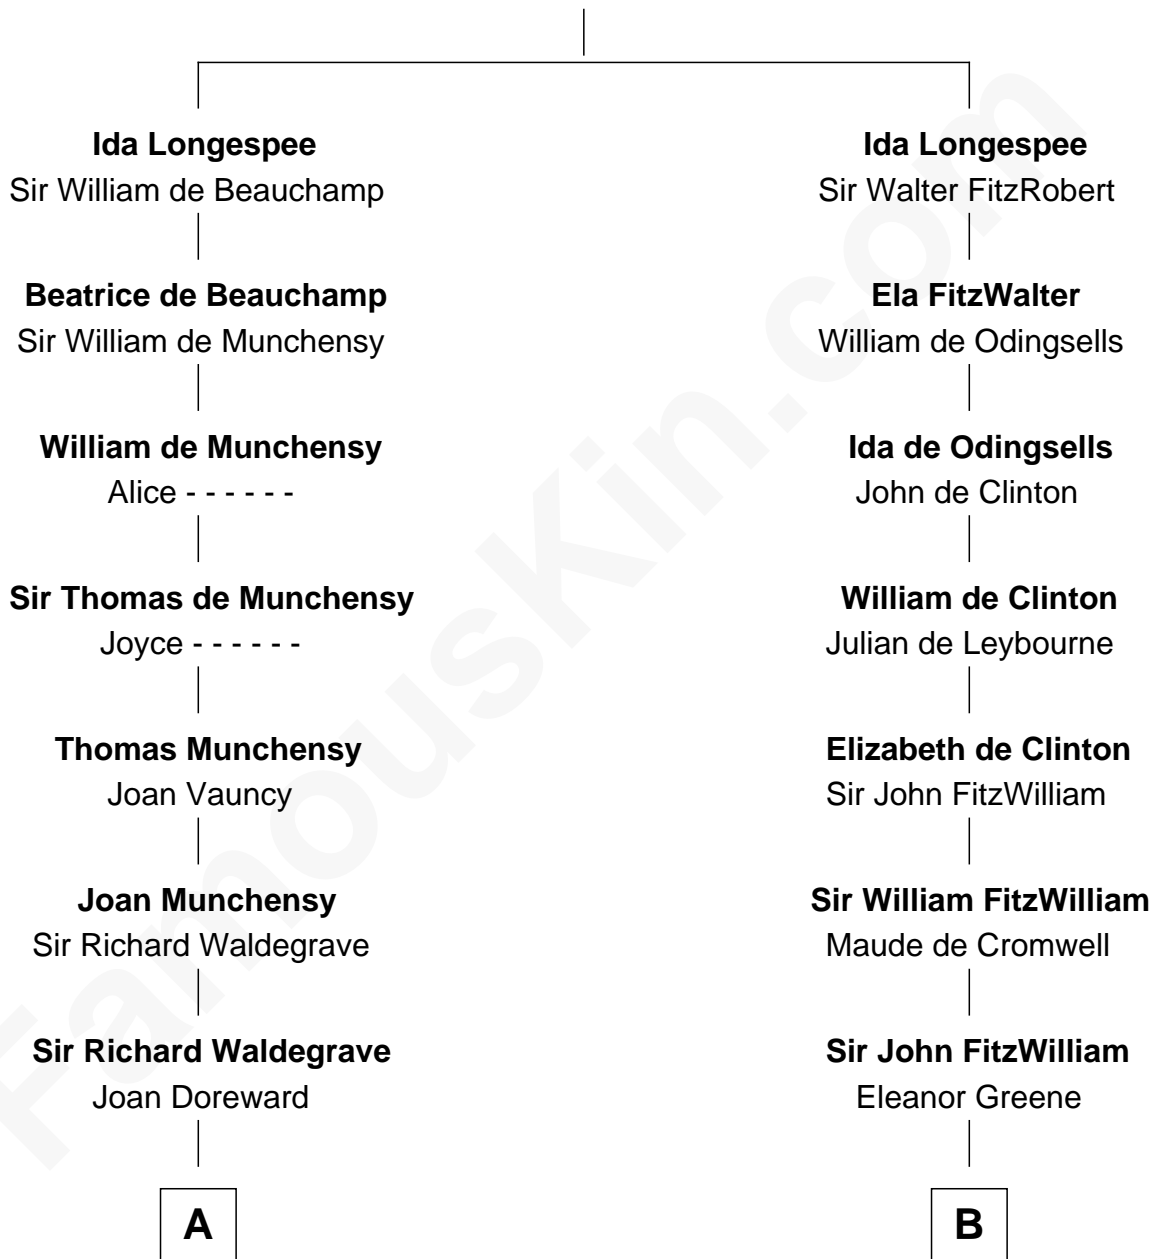 Ida Longespee
Sir William de Beauchamp
Beatrice de Beauchamp
Sir William de Munchensy
William de Munchensy
Alice - - - - - -
Sir Thomas de Munchensy
Joyce - - - - - -
Thomas Munchensy
Joan Vauncy
Joan Munchensy
Sir Richard Waldegrave
Sir Richard Waldegrave
Joan Doreward
A
Ida Longespee
Sir Walter FitzRobert
Ela FitzWalter
William de Odingsells
Ida de Odingsells
John de Clinton
William de Clinton
Julian de Leybourne
Elizabeth de Clinton
Sir John FitzWilliam
Sir William FitzWilliam
Maude de Cromwell
Sir John FitzWilliam
Eleanor Greene
B
FamousKin.com